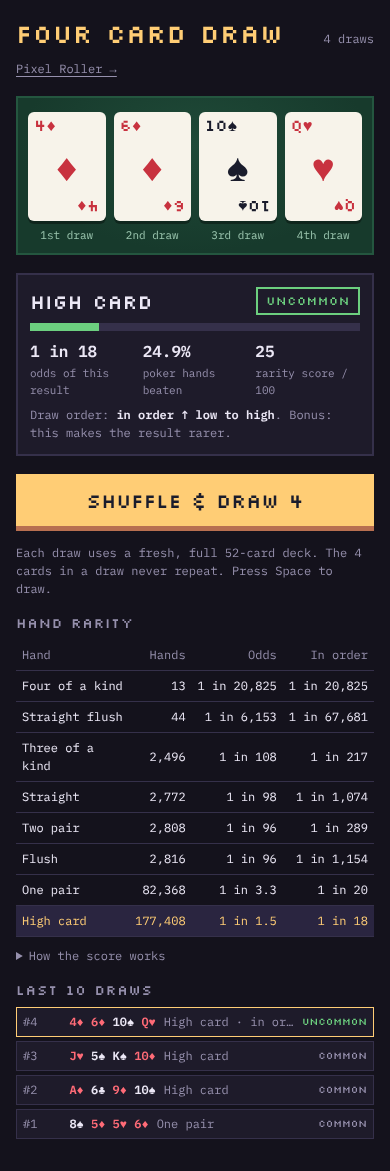 FOUR CARD DRAW 4 draws
Pixel Roller →
4♦ 6♦ 10♠ Q♥
♦ ♦ ♠ ♥
4♦ 6♦ 10♠ Q♥
1st draw 2nd draw 3rd draw 4th draw
HIGH CARD UNCOMMON
1 in 18 24.9% 25
odds of this poker hands rarity score /
result beaten 100
Draw order: in order ↑ low to high. Bonus:
this makes the result rarer.
SHUFFLE & DRAW 4
Each draw uses a fresh, full 52-card deck. The 4
cards in a draw never repeat. Press Space to
draw.
HAND RARITY
Hand Hands Odds In order
Four of a kind 13 1 in 20,825 1 in 20,825
Straight flush 44 1 in 6,153 1 in 67,681
Three of a
kind 2,496 1 in 108 1 in 217
Straight 2,772 1 in 98 1 in 1,074
Two pair 2,808 1 in 96 1 in 289
Flush 2,816 1 in 96 1 in 1,154
One pair 82,368 1 in 3.3 1 in 20
High card 177,408 1 in 1.5 1 in 18
▶ How the score works
LAST 10 DRAWS
#4 4♦ 6♦ 10♠ Q♥ High card · in or… UNCOMMON
#3 J♥ 5♠ K♠ 10♦ High card COMMON
#2 A♦ 6♣ 9♦ 10♠ High card COMMON
#1 8♠ 5♦ 5♥ 6♦ One pair COMMON